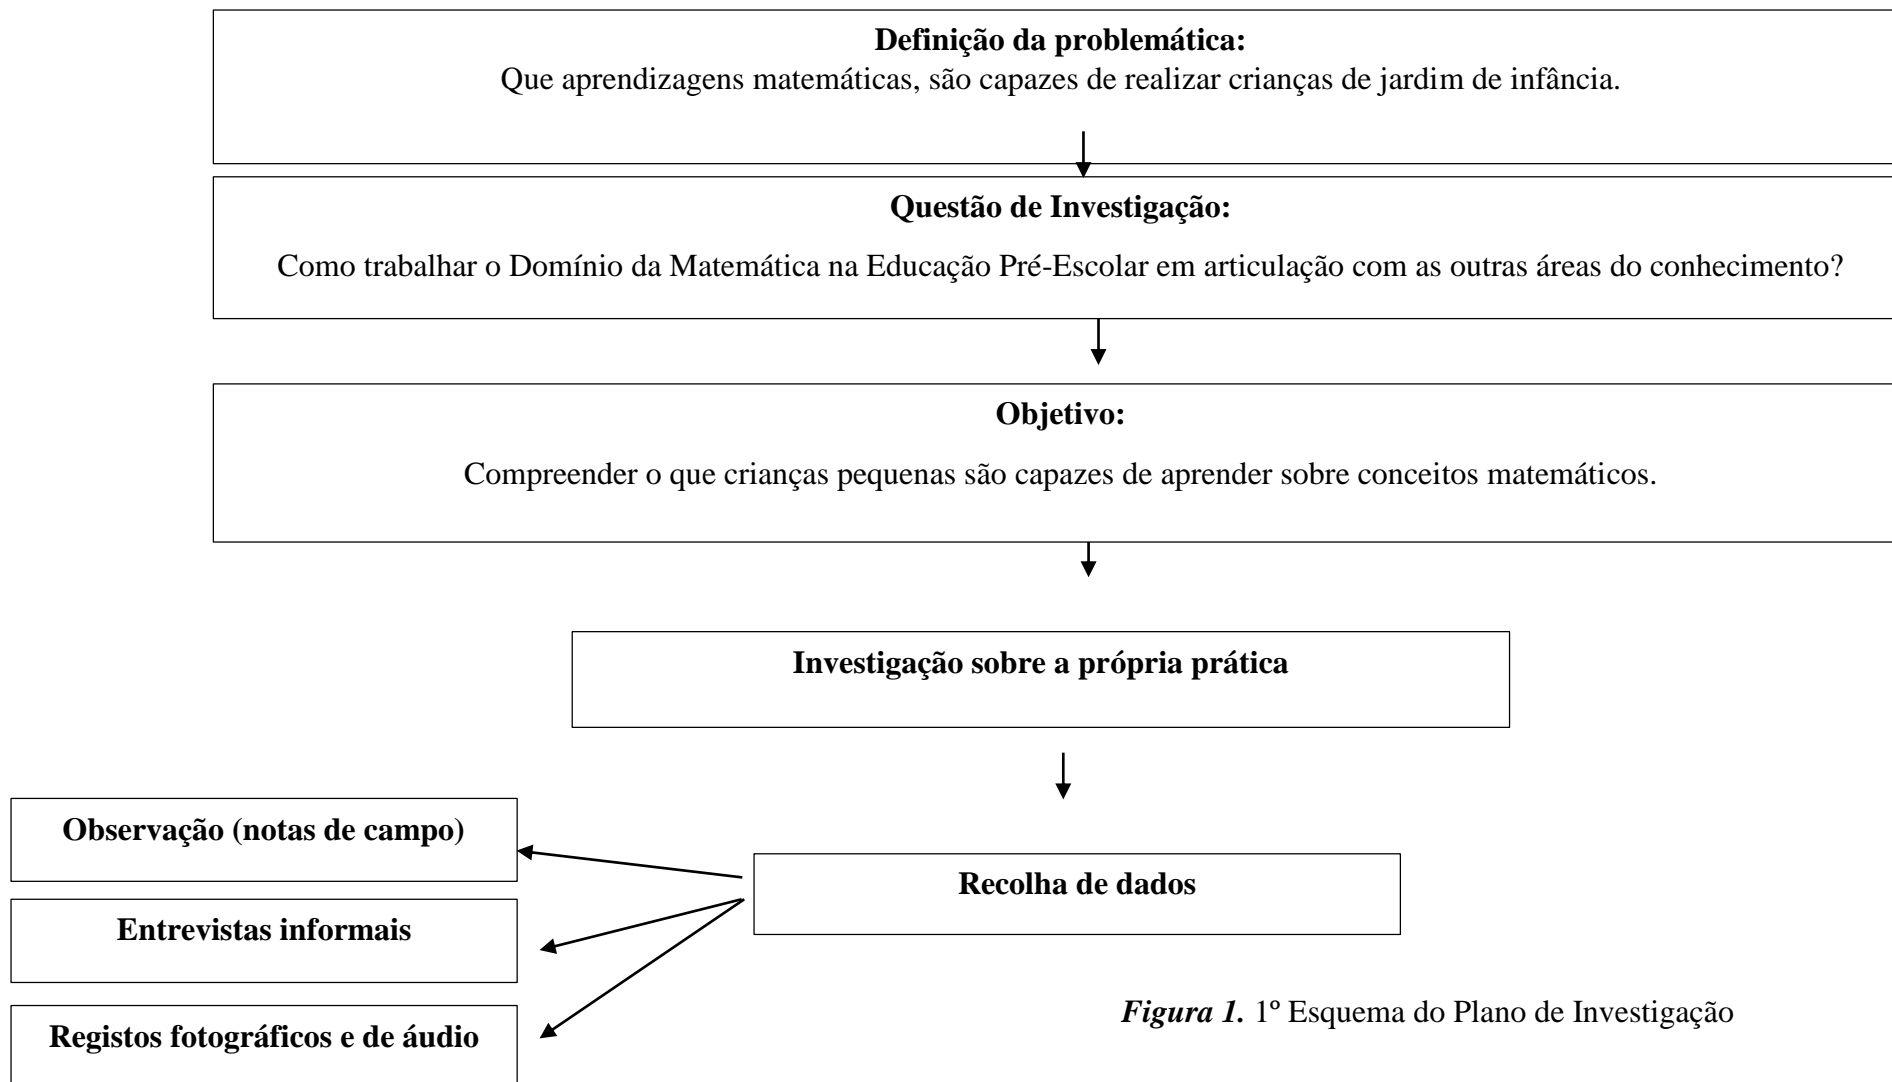 Definição da problemática:
Que aprendizagens matemáticas, são capazes de realizar crianças de jardim de infância.
Questão de Investigação:
Como trabalhar o Domínio da Matemática na Educação Pré-Escolar em articulação com as outras áreas do conhecimento?
Objetivo:
Compreender o que crianças pequenas são capazes de aprender sobre conceitos matemáticos.
Investigação sobre a própria prática
Observação (notas de campo)
Recolha de dados
Entrevistas informais
Registos fotográficos e de áudio
Figura 1. 1º Esquema do Plano de Investigação